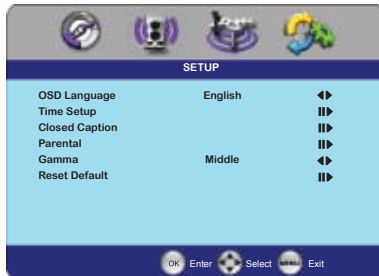 SETUP
OSD Language English
Time Setup
Closed Caption
Parental
Gamma Middle
Reset Default
OK Enter Select MENU Exit